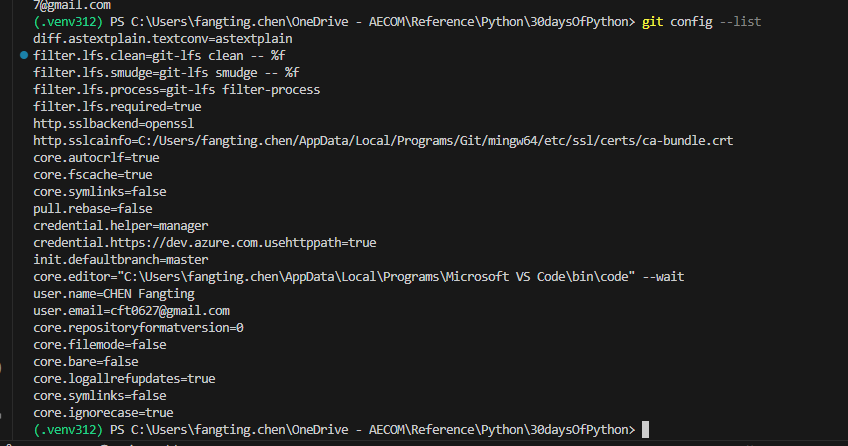 7@gmail.com
(.venv312) PS C:\Users\fangting.chen\OneDrive - AECOM\Reference\Python\30daysOfPython> git config --list
diff.astextplain.textconv=astextplain
filter.lfs.clean=git-lfs clean -- %f
filter.lfs.smudge=git-lfs smudge -- %f
filter.lfs.process=git-lfs filter-process
filter.lfs.required=true
http.sslbackend=openssl
http.sslcainfo=C:/Users/fangting.chen/AppData/Local/Programs/Git/mingw64/etc/ssl/certs/ca-bundle.crt
core.autocrlf=true
core.fscache=true
core.symlinks=false
pull.rebase=false
credential.helper=manager
credential.https://dev.azure.com.usehttppath=true
init.defaultbranch=master
core.editor="C:\Users\fangting.chen\AppData\Local\Programs\Microsoft VS Code\bin\code" --wait
user.name=CHEN Fangting
user.email=cft0627@gmail.com
core.repositoryformatversion=0
core.filemode=false
core.bare=false
core.logallrefupdates=true
core.symlinks=false
core.ignorecase=true
(.venv312) PS C:\Users\fangting.chen\OneDrive - AECOM\Reference\Python\30daysOfPython>